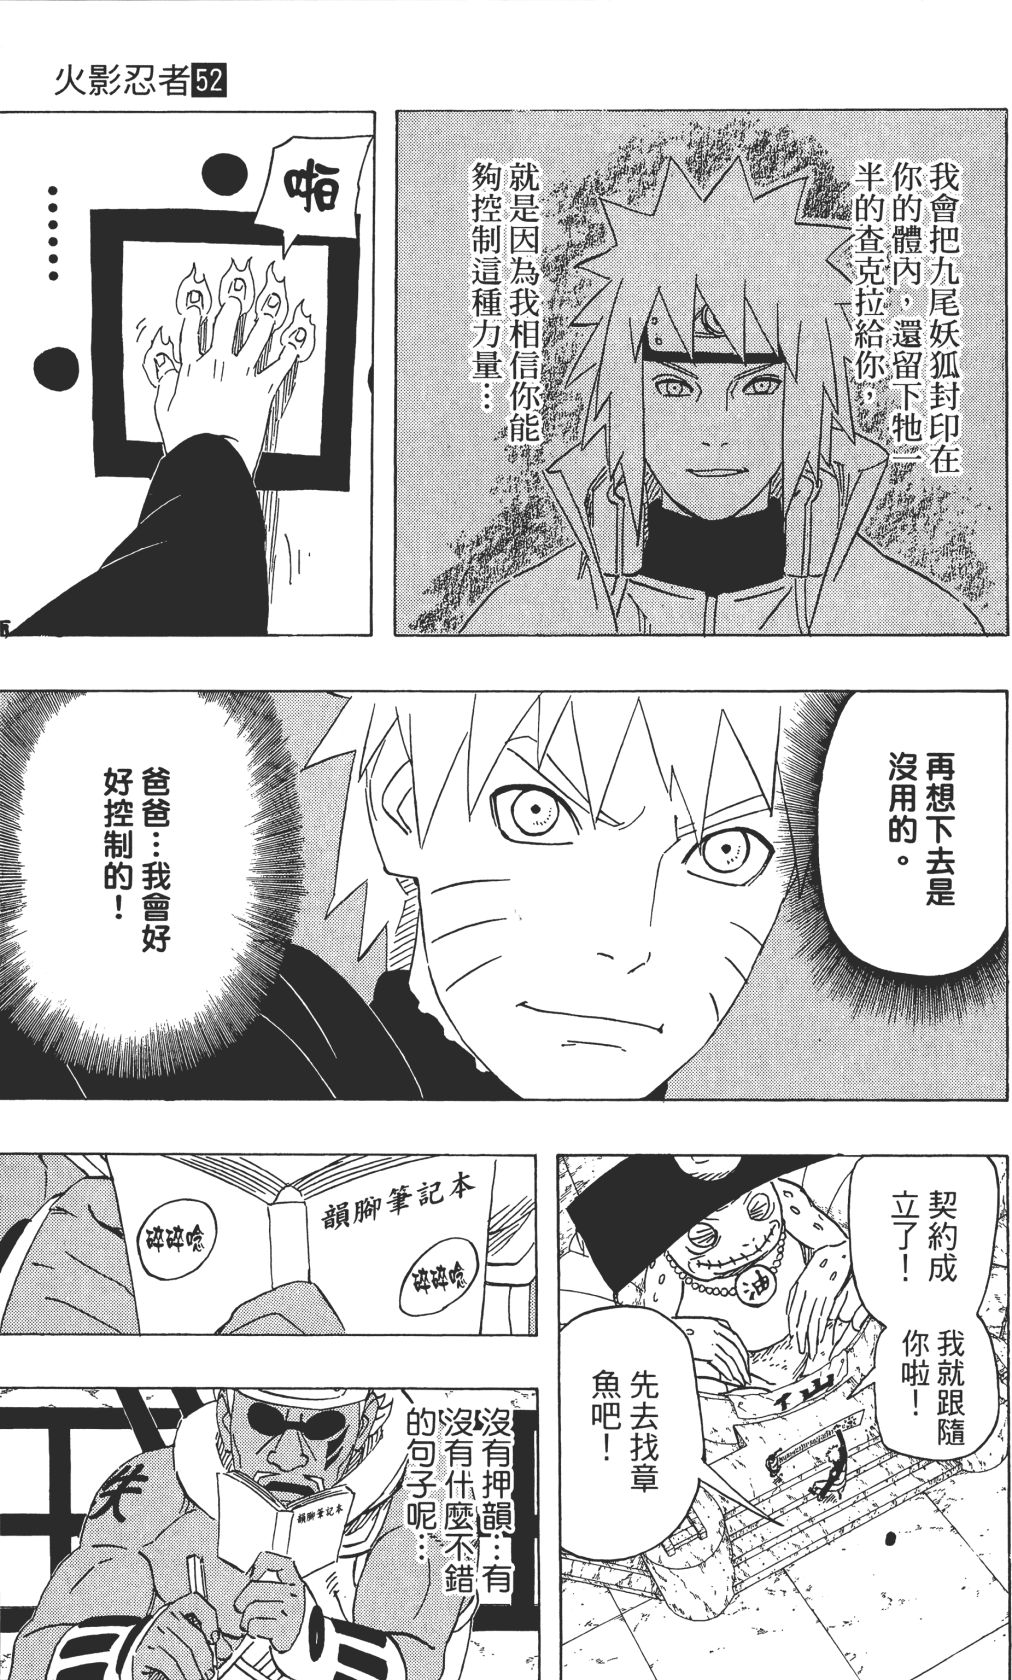 火影忍者52
我會把九尾妖狐封印在
你的體內，還留下牠一
半的查克拉給你，
就是因為我相信你能
夠控制這種力量…
啪
……
再想下去是
沒用的。
爸爸…我會好
好控制的！
契約成
立了！
我就跟隨
你啦！
油
先去找章
魚吧！
韻腳筆記本
碎碎唸
碎碎唸
沒有押韻…有
沒有什麼不錯
的句子呢…
韻腳筆記本